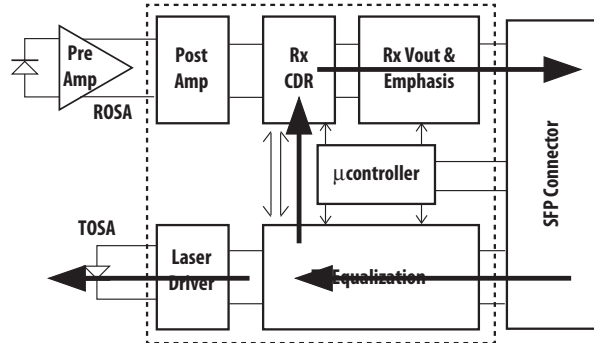 Pre
Amp
ROSA
Post
Amp
Rx
CDR
Rx Vout &
Emphasis
μcontroller
SFP Connector
TOSA
Laser
Driver
Equalization